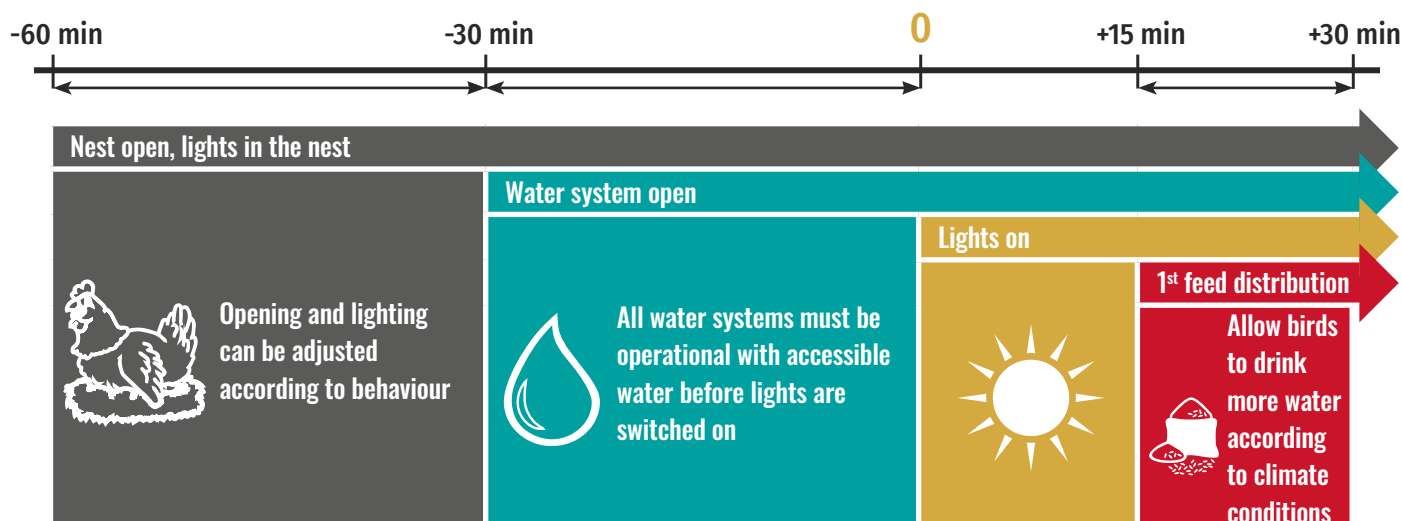 -60 min
-30 min
0
+15 min
+30 min
Nest open, lights in the nest
Water system open
Lights on
1st feed distribution
Opening and lighting
can be adjusted
according to behaviour
All water systems must be
operational with accessible
water before lights are
switched on
Allow birds
to drink
more water
according
to climate
conditions